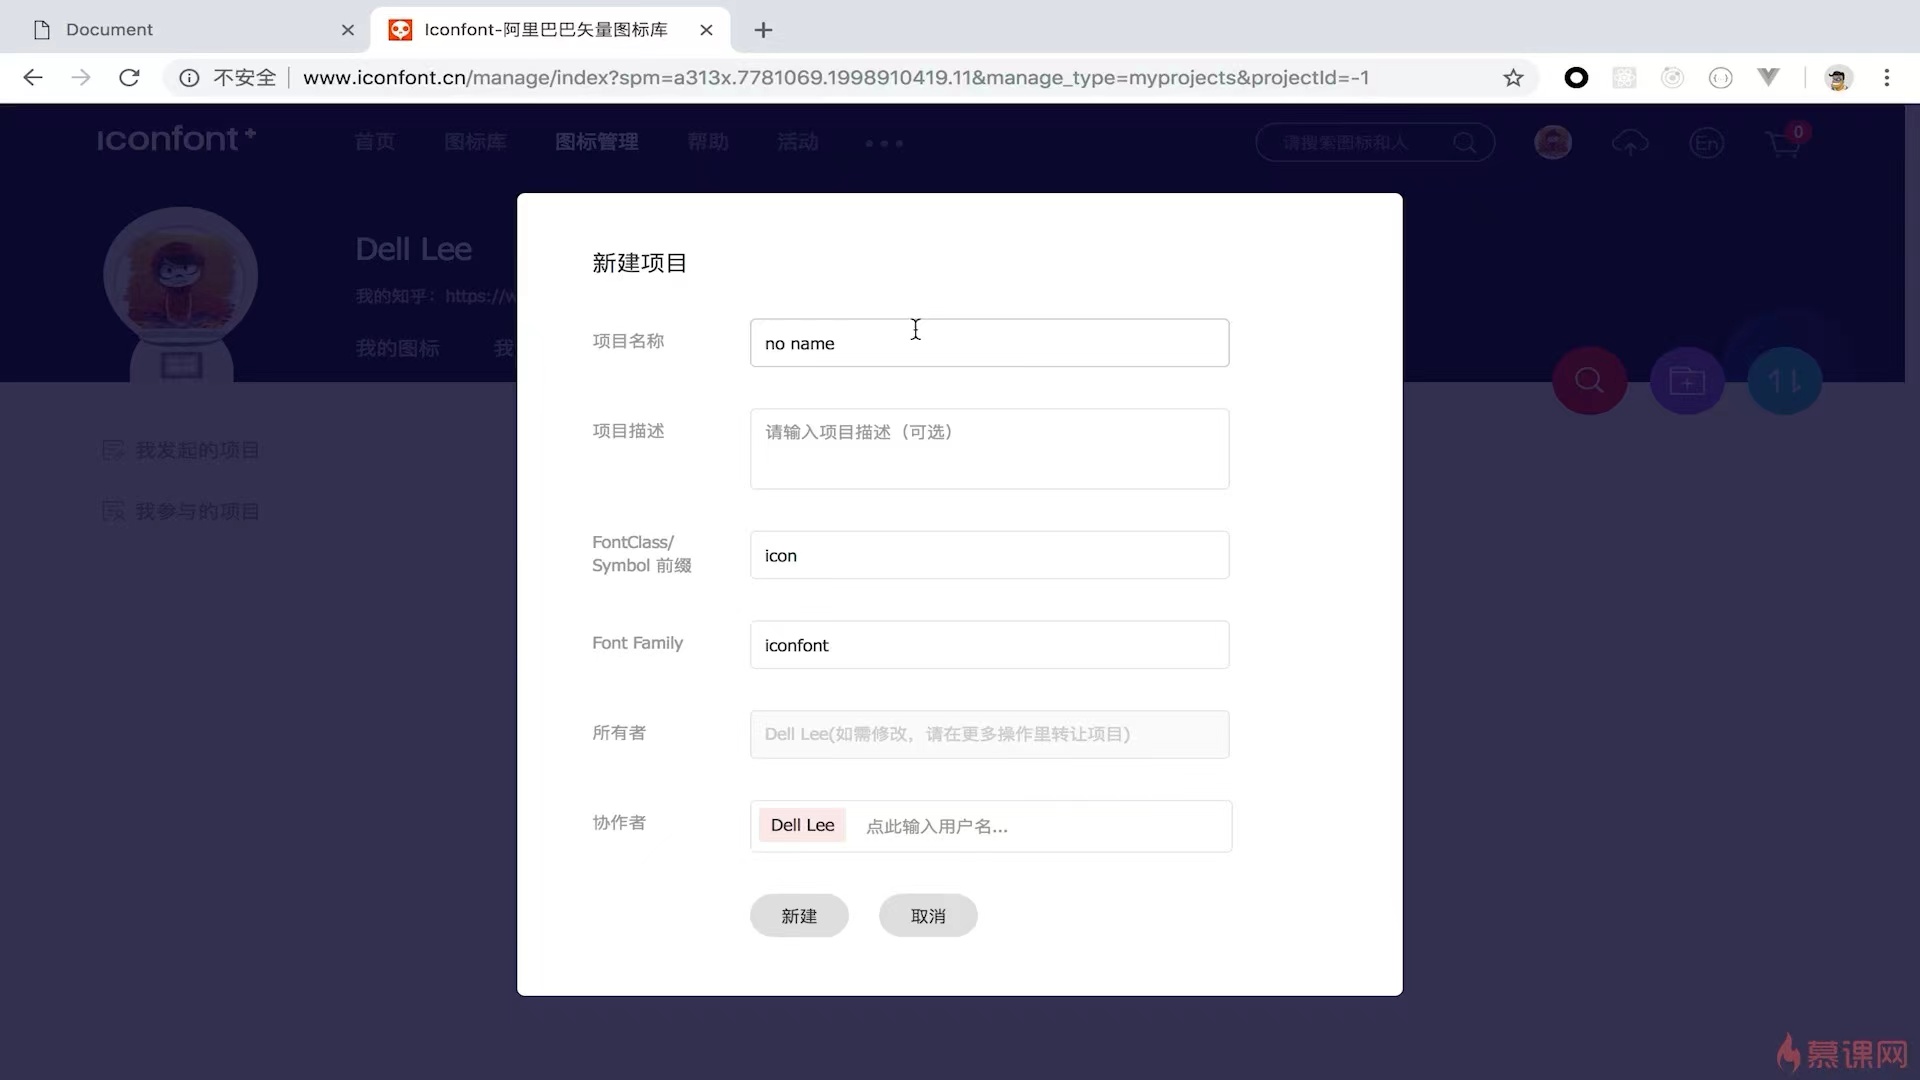 Document
Iconfont-阿里巴巴矢量图标库
不安全
www.iconfont.cn/manage/index?spm=a313x.7781069.1998910419.11&manage_type=myprojects&projectId=-1
Iconfont+
首页 图标库 图标管理 帮助 活动
请搜索图标和人
En
0
Dell Lee
我的知乎：https://w
我的图标 我
我发起的项目
我参与的项目
新建项目
项目名称
no name
项目描述
请输入项目描述（可选）
FontClass/
Symbol 前缀
icon
Font Family
iconfont
所有者
Dell Lee(如需修改，请在更多操作里转让项目)
协作者
Dell Lee
点此输入用户名...
新建
取消
慕课网